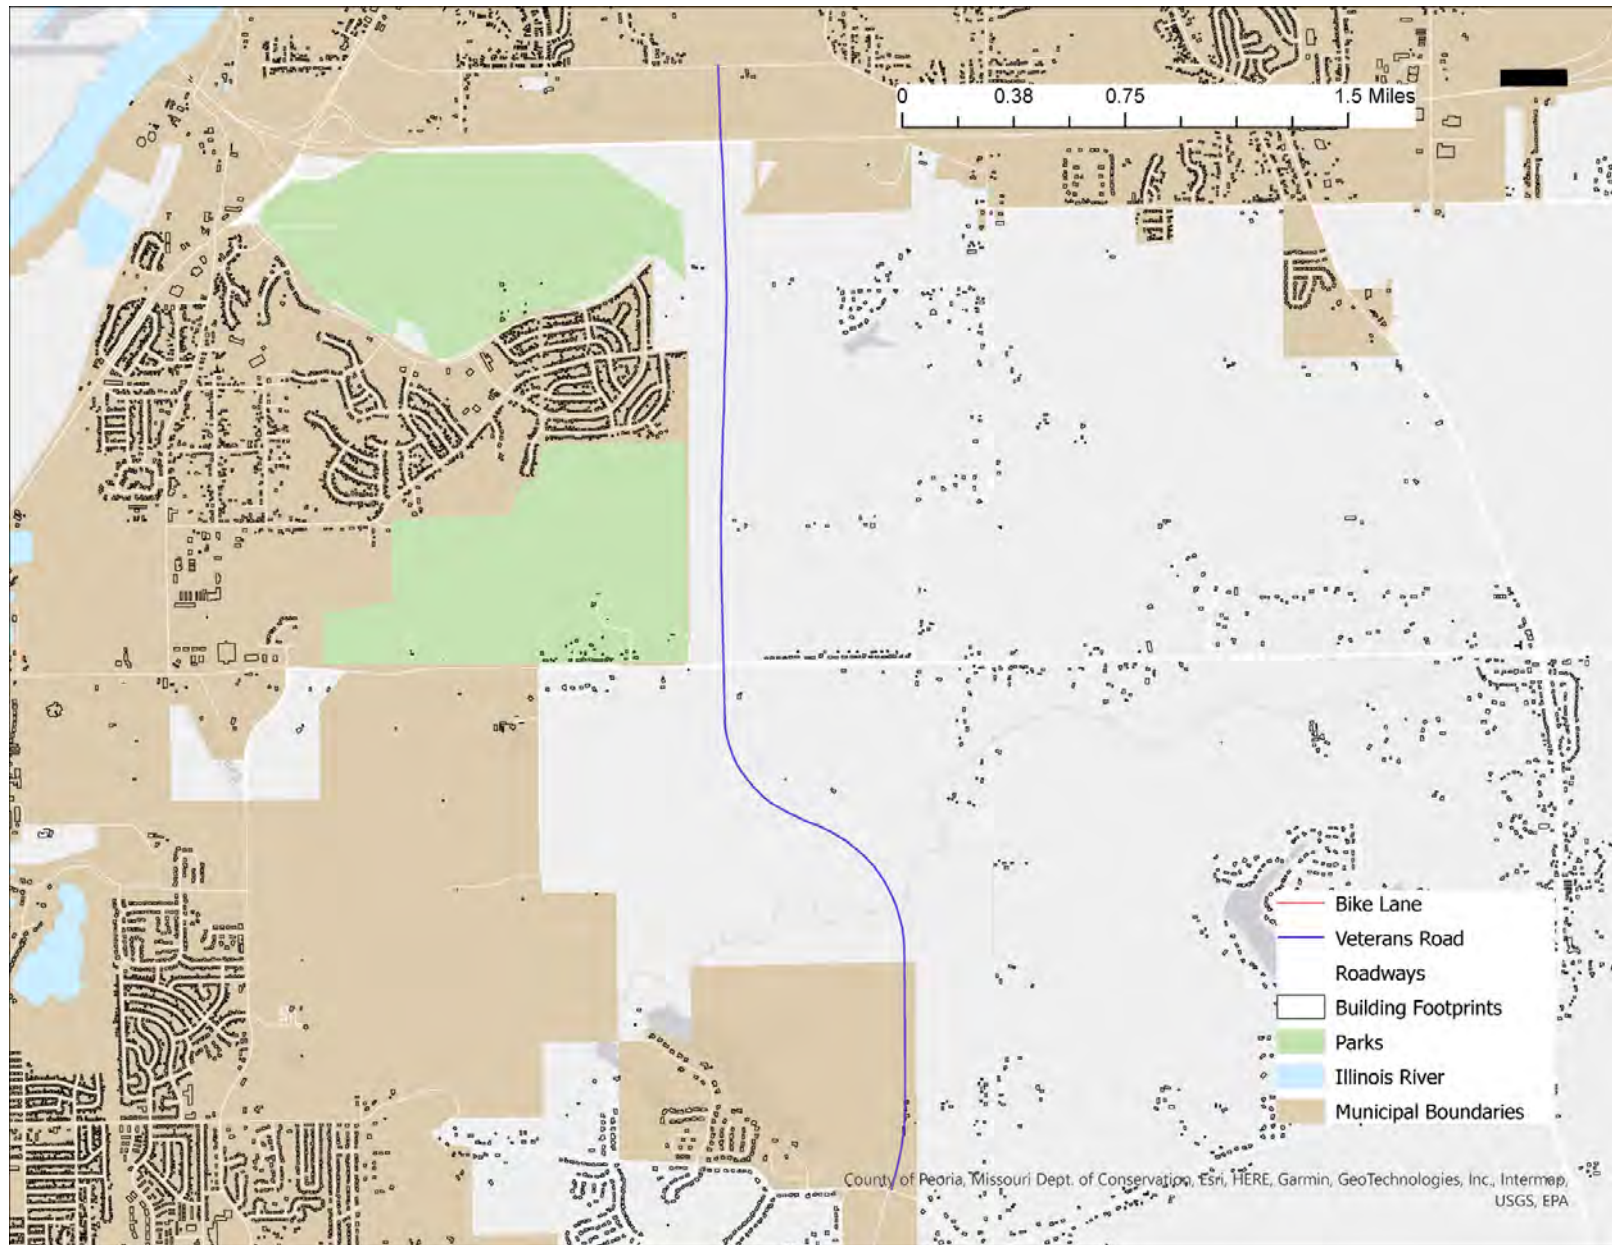 0 0.38 0.75 1.5 Miles
Bike Lane
Veterans Road
Roadways
Building Footprints
Parks
Illinois River
Municipal Boundaries
County of Peoria, Missouri Dept. of Conservation, Esri, HERE, Garmin, GeoTechnologies, Inc., Intermap,
USGS, EPA